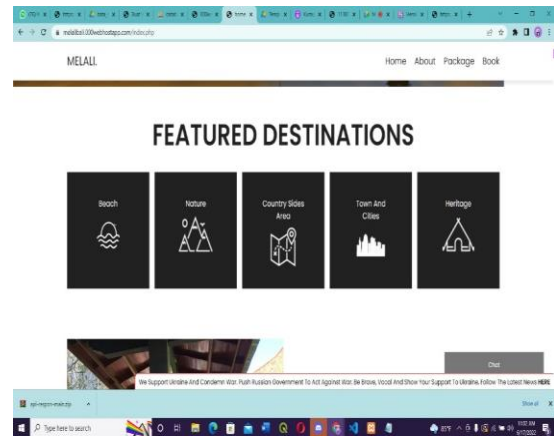 home
melalibali.000webhostapp.com/index.php
MELALI.
Home About Package Book
FEATURED DESTINATIONS
Beach
Nature
Country Sides
Area
Town And
Cities
Heritage
Chat
We Support Ukraine And Condemn War. Push Russian Government To Act Against War. Be Brave, Vocal And Show Your Support To Ukraine. Follow The Latest News HERE
Show all
Type here to search